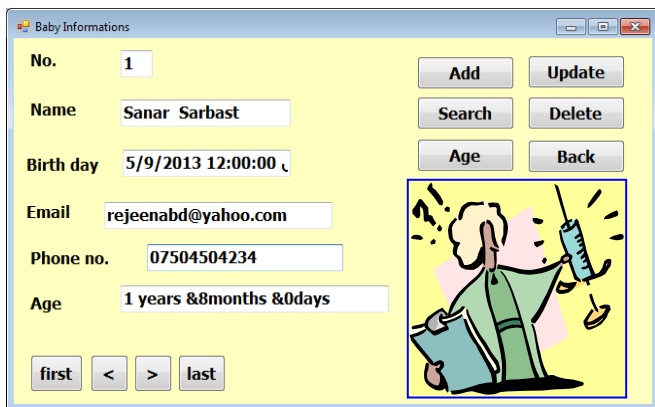 Baby Informations
No. 1
Add Update
Name Sanar Sarbast
Search Delete
Birth day 5/9/2013 12:00:00
Age Back
Email rejeenabd@yahoo.com
Phone no. 07504504234
Age 1 years &8months &0days
first < > last